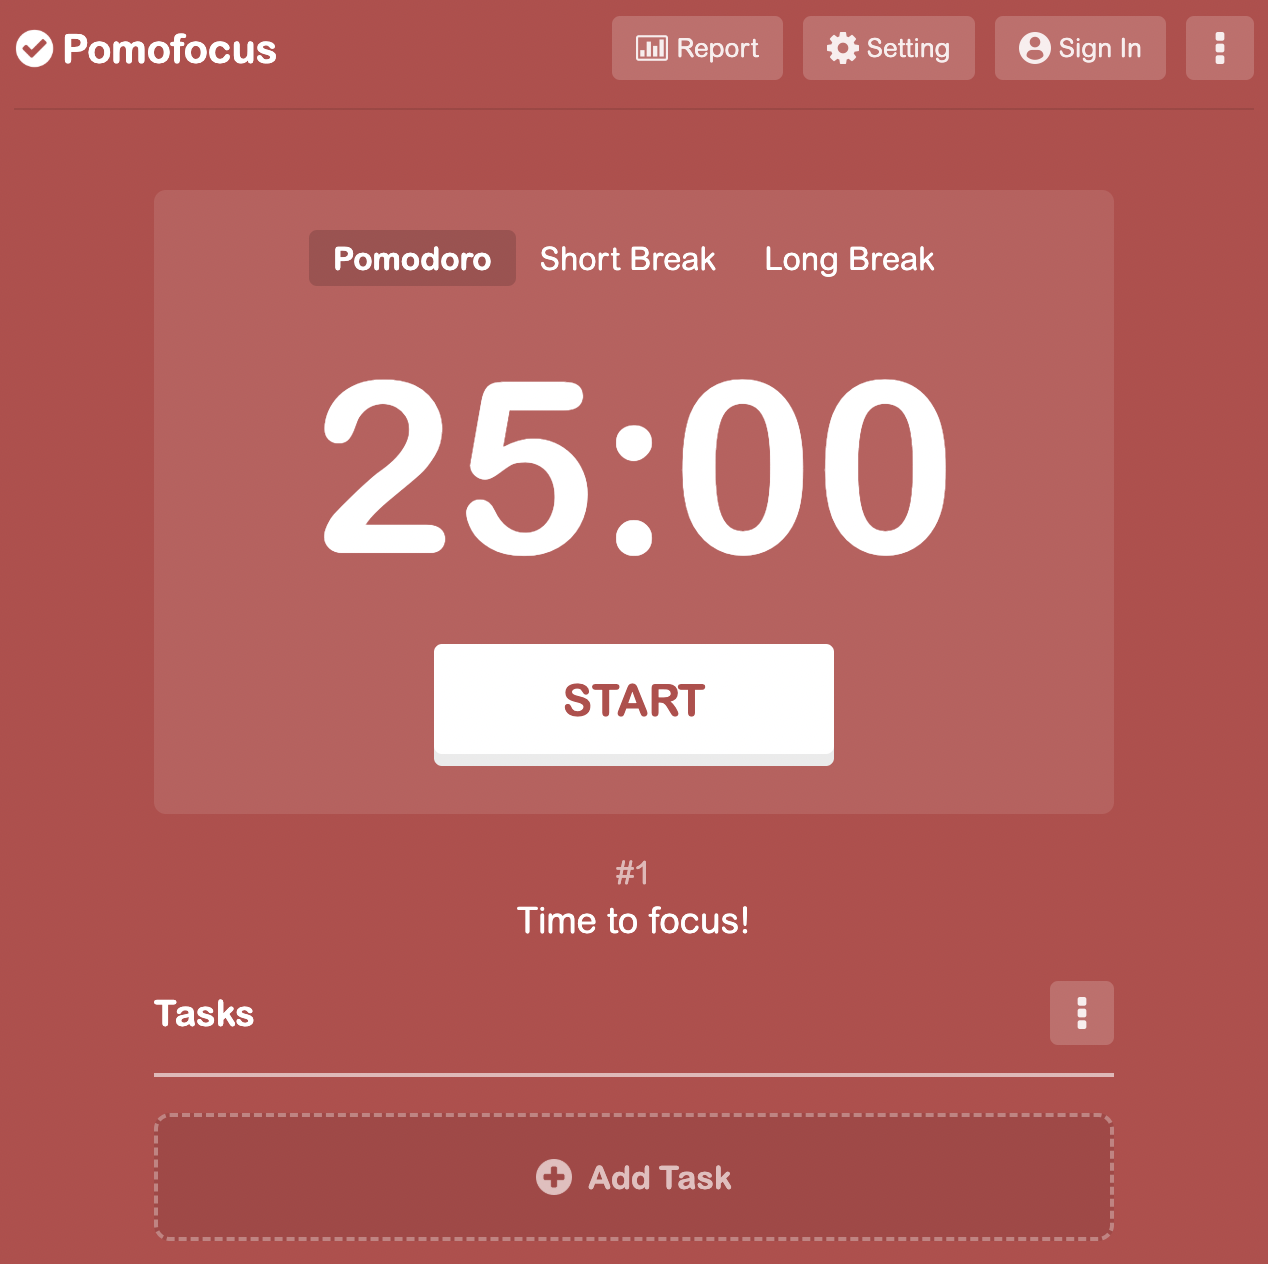 Pomofocus
Report
Setting
Sign In
Pomodoro
Short Break
Long Break
25:00
START
#1
Time to focus!
Tasks
Add Task